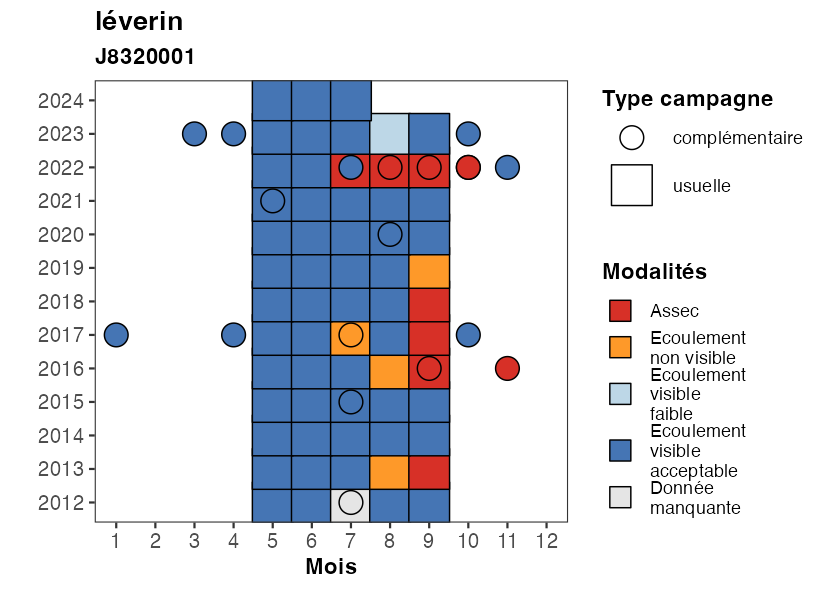 léverin
J8320001
2024
2023
2022
2021
2020
2019
2018
2017
2016
2015
2014
2013
2012
1 2 3 4 5 6 7 8 9 10 11 12
Mois
Type campagne
complémentaire
usuelle
Modalités
Assec
Ecoulement
non visible
Ecoulement
visible
faible
Ecoulement
visible
acceptable
Donnée
manquante